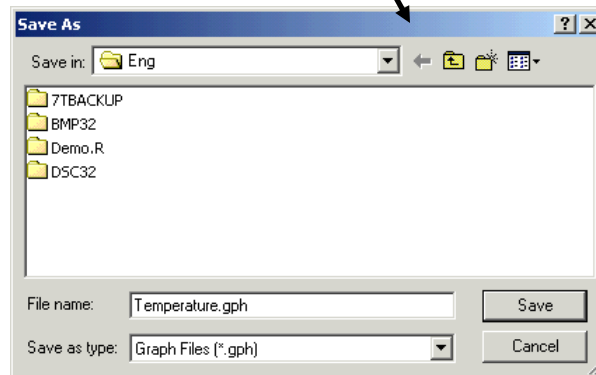 Save As
Save in: Eng
7TBACKUP
BMP32
Demo.R
DSC32
File name: Temperature.gph Save
Save as type: Graph Files (*.gph) Cancel